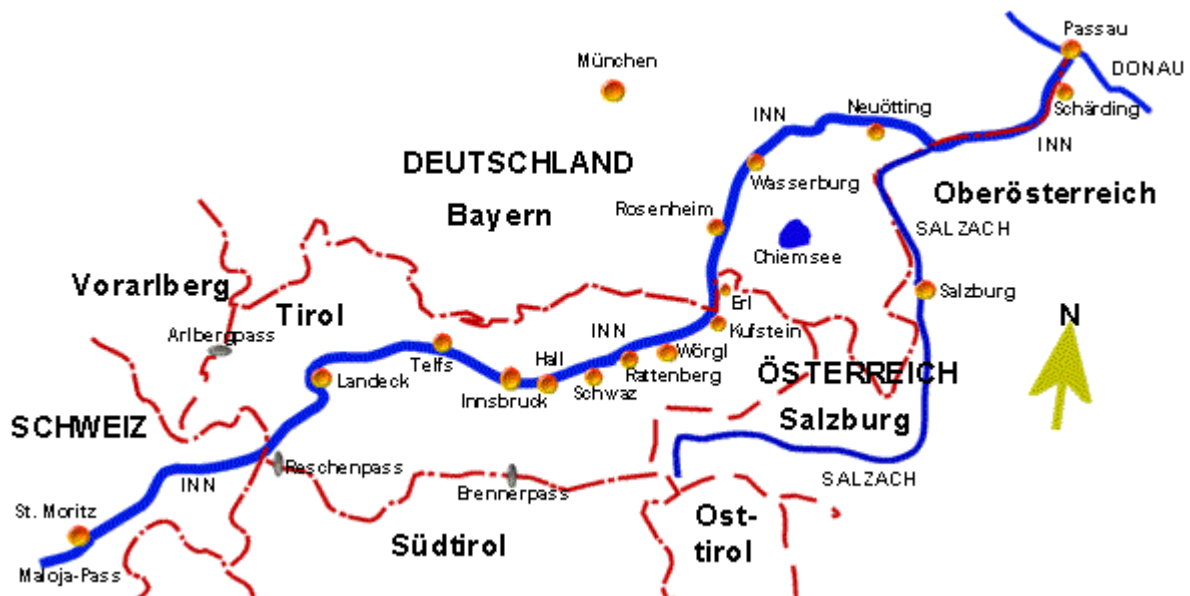 Passau
DONAU
München
Schärding
Neuötting
INN
INN
DEUTSCHLAND
Bayern
Wasserburg
Oberösterreich
Rosenheim
SALZACH
Chiemsee
Vorarlberg
Tirol
Erl
Salzburg
N
Arlbergpass
INN
Kufstein
Hall
Wörgl
Telfs
Rattenberg
ÖSTERREICH
Landeck
Innsbruck
Schwaz
Salzburg
SCHWEIZ
Reschenpass
Brennerpass
INN
SALZACH
St. Moritz
Südtirol
Ost-
tirol
Maloja-Pass